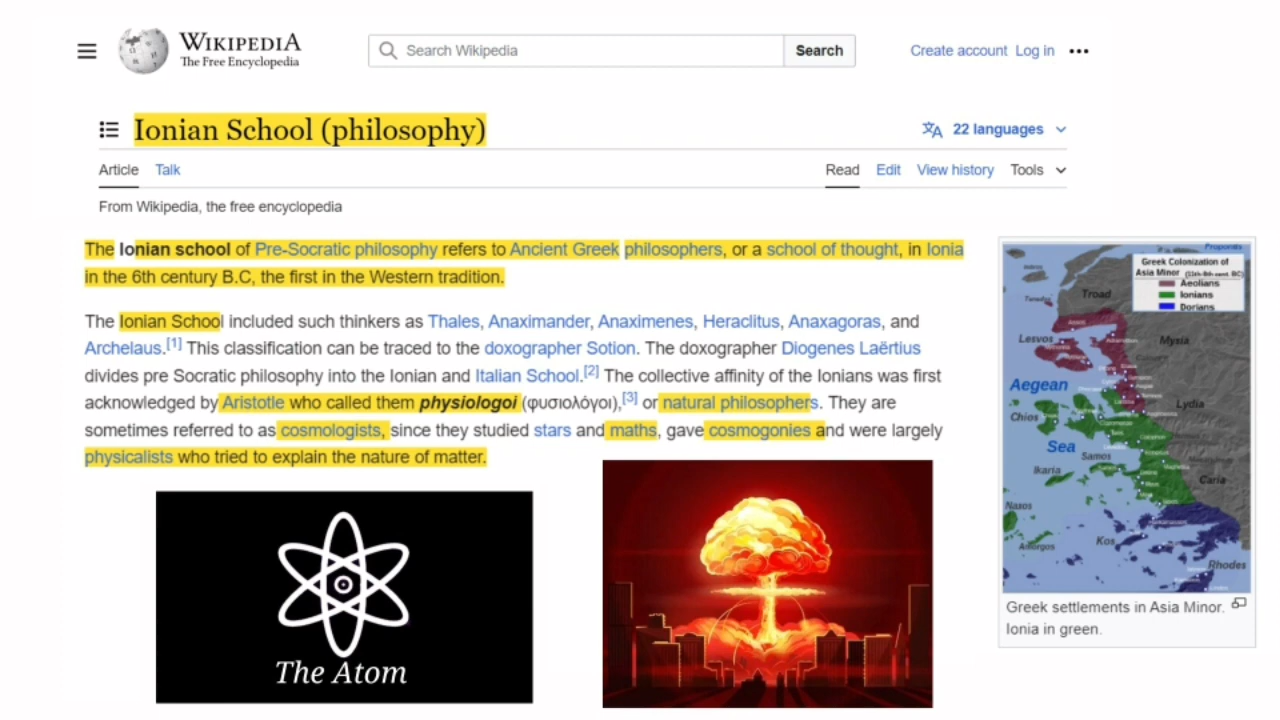 WIKIPEDIA
The Free Encyclopedia
Search Wikipedia
Search
Create account Log in
Ionian School (philosophy)
22 languages
Article Talk
Read Edit View history Tools
From Wikipedia, the free encyclopedia
The Ionian school of Pre-Socratic philosophy refers to Ancient Greek philosophers, or a school of thought, in Ionia
in the 6th century B.C, the first in the Western tradition.
The Ionian School included such thinkers as Thales, Anaximander, Anaximenes, Heraclitus, Anaxagoras, and
Archelaus.[1] This classification can be traced to the doxographer Sotion. The doxographer Diogenes Laërtius
divides pre Socratic philosophy into the Ionian and Italian School.[2] The collective affinity of the Ionians was first
acknowledged by Aristotle who called them physiologoi (φυσιολόγοι),[3] or natural philosophers. They are
sometimes referred to as cosmologists, since they studied stars and maths, gave cosmogonies and were largely
physicalists who tried to explain the nature of matter.
The Atom
Propontis
Greek Colonization of
Asia Minor (11th-8th cent. BC)
Aeolians
Ionians
Dorians
Troad
Lesvos
Mysia
Aegean
Chios
Lydia
Sea
Samos
Ikaria
Caria
Naxos
Kos
Amorgos
Rhodes
Greek settlements in Asia Minor.
Ionia in green.